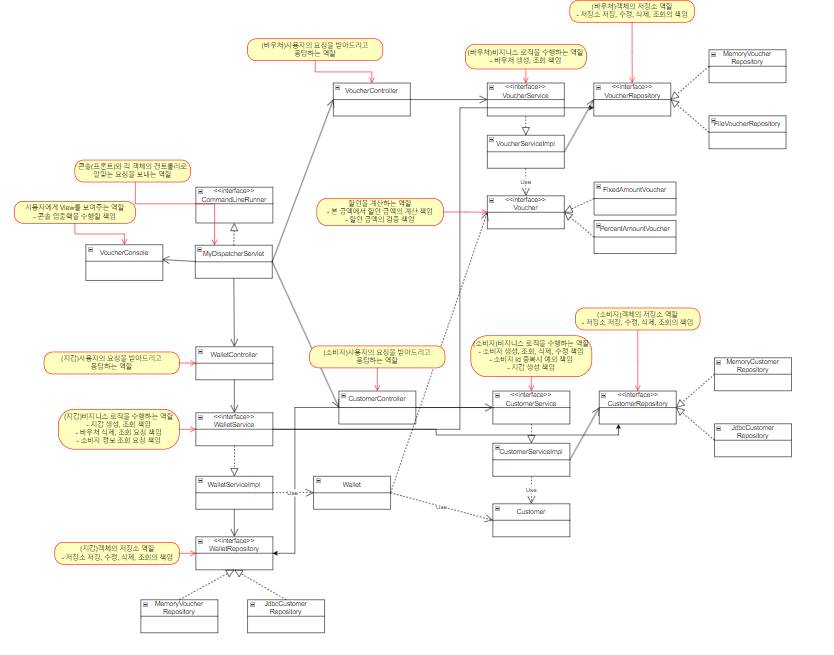 (바우처)객체의 저장소 역할
- 저장소 저장, 수정, 삭제, 조회의 책임
(바우처)사용자의 요청을 받아드리고
응답하는 역할
(바우처)비지니스 로직을 수행하는 역할
- 바우처 생성, 조회 책임
MemoryVoucher
Repository
VoucherController
<<interface>>
VoucherService
<<interface>>
VoucherRepository
FileVoucherRepository
VoucherServiceImpl
Use
콘솔(프론트)와 각 객체의 컨트롤러로
알맞는 요청을 보내는 역할
<<interface>>
CommandLineRunner
사용자에게 View를 보여주는 역할
- 콘솔 입출력을 수행할 책임
할인을 계산하는 역할
- 본 금액에서 할인 금액의 계산 책임
- 할인 금액의 검증 책임
<<interface>>
Voucher
FixedAmountVoucher
PercentAmountVoucher
VoucherConsole
MyDispatcherServlet
(소비자)객체의 저장소 역할
- 저장소 저장, 수정, 삭제, 조회의 책임
(지갑)사용자의 요청을 받아드리고
응답하는 역할
WalletController
(소비자)사용자의 요청을 받아드리고
응답하는 역할
(소비자)비지니스 로직을 수행하는 역할
- 소비자 생성, 조회, 삭제, 수정 책임
- 소비자 Id 중복시 예외 책임
- 지갑 생성 책임
MemoryCustomer
Repository
CustomerController
<<interface>>
CustomerService
<<interface>>
CustomerRepository
(지갑)비지니스 로직을 수행하는 역할
- 지갑 생성, 조회 책임
- 바우처 삭제, 조회 요청 책임
- 소비자 정보 조회 요청 책임
<<interface>>
WalletService
JdbcCustomer
Repository
CustomerServiceImpl
WalletServiceImpl
Use
Wallet
Use
Use
Customer
(지갑)객체의 저장소 역할
- 저장소 저장, 수정, 삭제, 조회의 책임
<<interface>>
WalletRepository
MemoryVoucher
Repository
JdbcCustomer
Repository